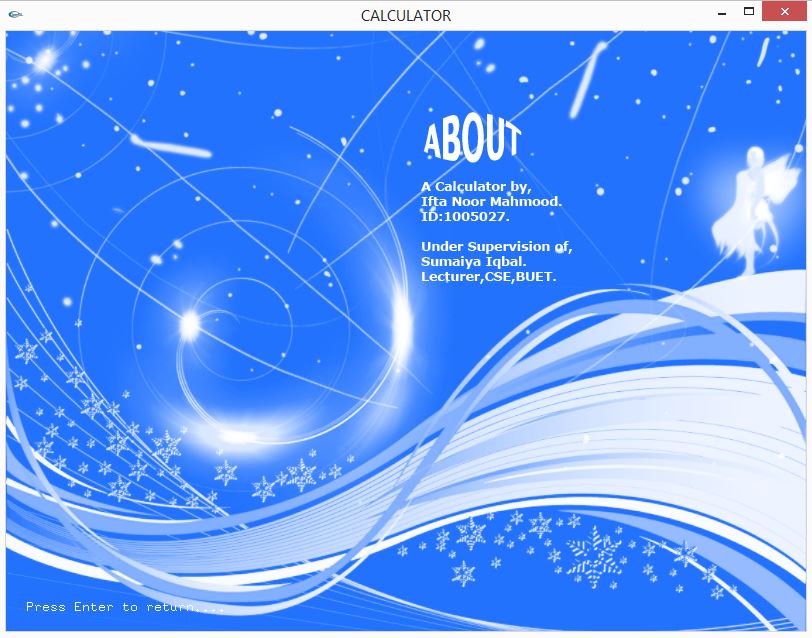 CALCULATOR
ABOUT
A Calculator by,
Ifta Noor Mahmood.
ID:1005027.
Under Supervision of,
Sumaiya Iqbal.
Lecturer,CSE,BUET.
Press Enter to return....